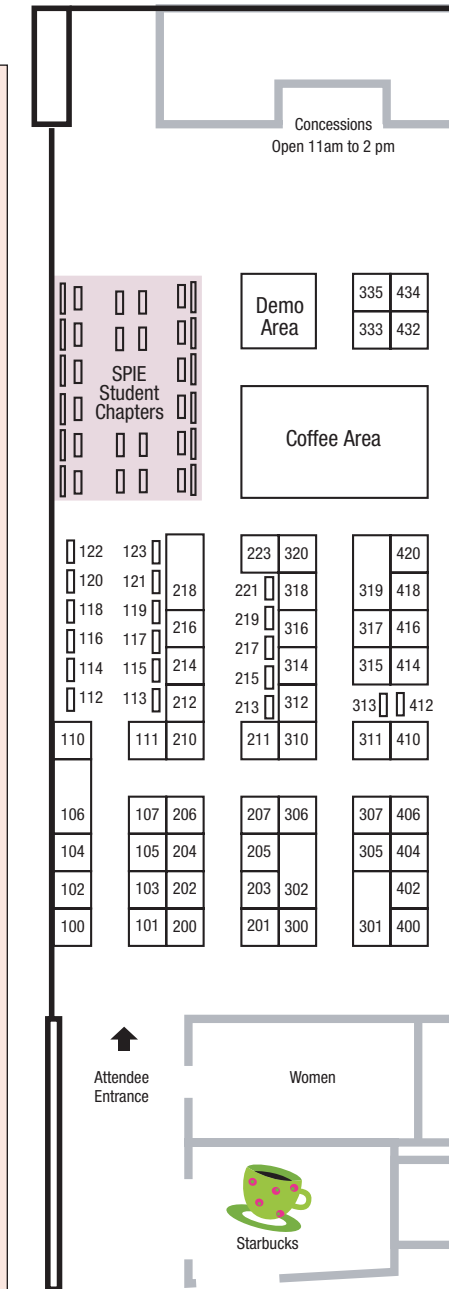 Concessions
Open 11am to 2 pm
335 434
Demo
Area
333 432
SPIE
Student
Chapters
Coffee Area
122 123 223 320 420
120 121 218 221 318 319 418
118 119 216 219 316 317 416
116 117 217
114 115 214 215 314 315 414
112 113 212 213 312 313 412
110 111 210 211 310 311 410
106 107 206 207 306 307 406
104 105 204 205 305 404
102 103 202 203 302 402
100 101 200 201 300 301 400
Attendee
Entrance
Women
Starbucks